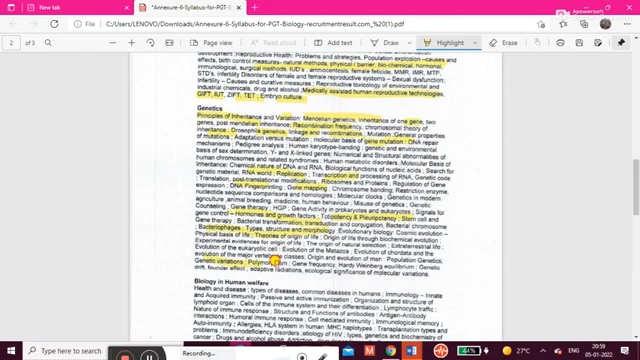 *Annexure-6-Syllabus-for-PGT-Bi
C:/Users/LENOVO/Downloads/Annexure-6-Syllabus-for-PGT-Biology-recruitmentresult.com_%20(1).pdf
Apowersoft
2 of 3
Page view
Read aloud
Add text
Draw
Highlight
Erase
Development. Reproductive Health: Problems and strategies, Population explosion –causes and
effects, birth control measures- natural methods, physical / barrier, bio-chemical, hormonal,
immunological, surgical methods, IUD's; amniocentesis, female feticide, MMR, IMR, MTP,
STD's, Infertility Disorders of female and female reproductive systems - Sexual dysfunction;
Infertility - Causes and curative measures ; Reproductive toxicology of environmental and
industrial chemicals, drug and alcohol; Medically assisted human reproductive technologies,
GIFT, IUT, ZIFT, TET ; Embryo culture
Genetics
Principles of Inheritance and Variation: Mendelian genetics; Inheritance of one gene, two
genes, post mendelian inheritance; Recombination frequency, chromosomal theory of
inheritance ; Drosophila genetics, linkage and recombinations ; Mutation ;General properties
of mutations ; Adaptation versus mutation; molecular basis of gene mutation ; DNA repair
mechanisms ; Pedigree analysis ; Human karyotype-banding ; genetic and environmental
basis of sex determination, Y- and X-linked genes; Numerical and Structural abnormalities of
human chromosomes and related syndromes ; Human metabolic disorders, Molecular Basis of
Inheritance: Chemical nature of DNA and RNA, Biological functions of nucleic acids ; Search for
genetic material, RNA world ; Replication ; Transcription and processing of RNA, Genetic code,
Translation, post-translational modifications ; Ribosomes and Proteins ; Regulation of Gene
expression ; DNA Fingerprinting ; Gene mapping ; Chromosome banding ; Restriction enzyme,
nucleotide sequence comparisons and homologies ; Molecular clocks ; Genetics in modern
agriculture ,animal breeding, medicine, and human behaviour ; Misuse of genetics ; Genetic
Counseling ; Gene therapy ; HGP ; Gene Activity in prokaryotes and eukaryotes ; Signals for
gene control – Hormones and growth factors ; Totipotency & Pleuripotency ; Stem cell and
Gene therapy ; Bacterial transformation, transduction and conjugation, Bacterial chromosome
; Bacteriophages ; Types, structure and morphology ; Evolutionary biology: Cosmic evolution -
Physical basis of life ; Theories of origin of life ; Origin of life through biochemical evolution ;
Experimental evidences for origin of life ; The origin of natural selection ; Extraterrestrial life ;
Evolution of the eukaryotic cell ; Evolution of the Metazoa ; Evolution of chordata and the
evolution of the major vertebrate classes; Origin and evolution of man ; Population Genetics;
Genetic variations ; Polymorphism ; Gene frequency ; Hardy Weinberg equilibrium ; Genetic
drift, founder effect ; adaptive radiations, ecological significance of molecular variations.
Biology in Human welfare
Health and disease ; types of diseases, common diseases in humans ; Immunology - Innate
and Acquired immunity ; Passive and active immunization ; Organization and structure of
lymphoid organ ; Cells of the immune system and their differentiation ; Lymphocyte traffic ;
Nature of immune response ; Structure and Functions of antibodies ; Antigen-Antibody
interactions ; Humoral immune response ; Cell mediated immunity ; Immunological memory ;
Auto-immunity ; Allergies ; HLA system in human ; MHC haplotypes ; Transplantation types and
problems ; Immunodeficiency disorders, etiology of HIV ; types, genetics and biochemistry of
cancer ; Drugs and alcohol abuse
Recording...
44%
27°C
20:59
05-01-2022